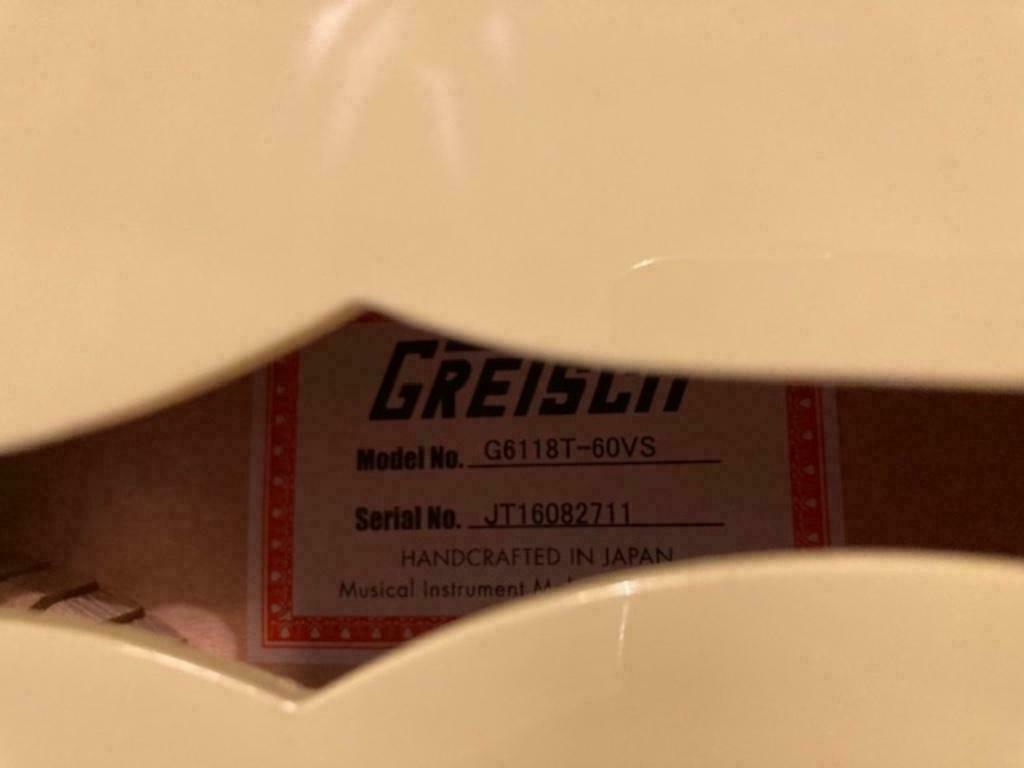 GRETSCH
Model No. G6118T-60VS
Serial No. JT16082711
HANDCRAFTED IN JAPAN
Musical Instrument